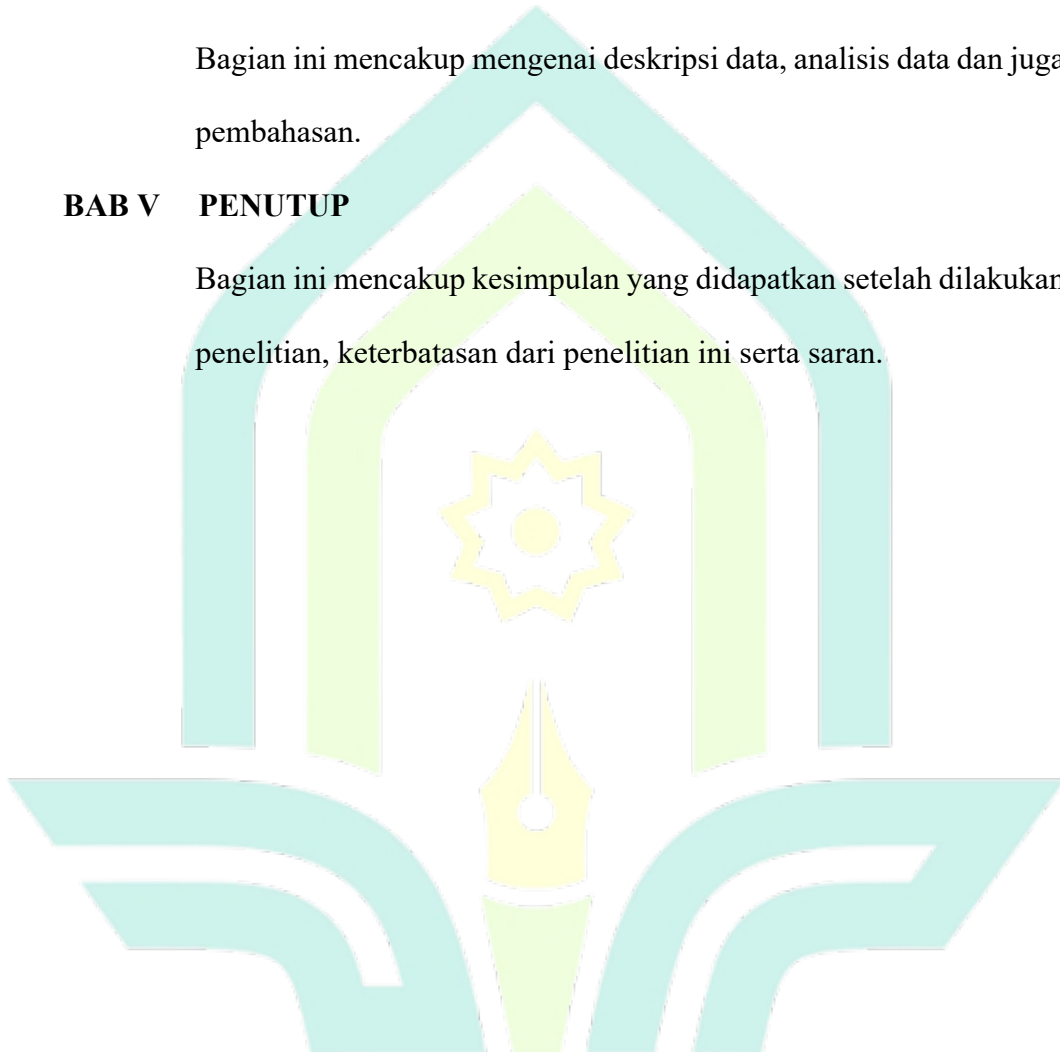 Bagian ini mencakup mengenai deskripsi data, analisis data dan juga
pembahasan.
BAB V PENUTUP
Bagian ini mencakup kesimpulan yang didapatkan setelah dilakukan
penelitian, keterbatasan dari penelitian ini serta saran.